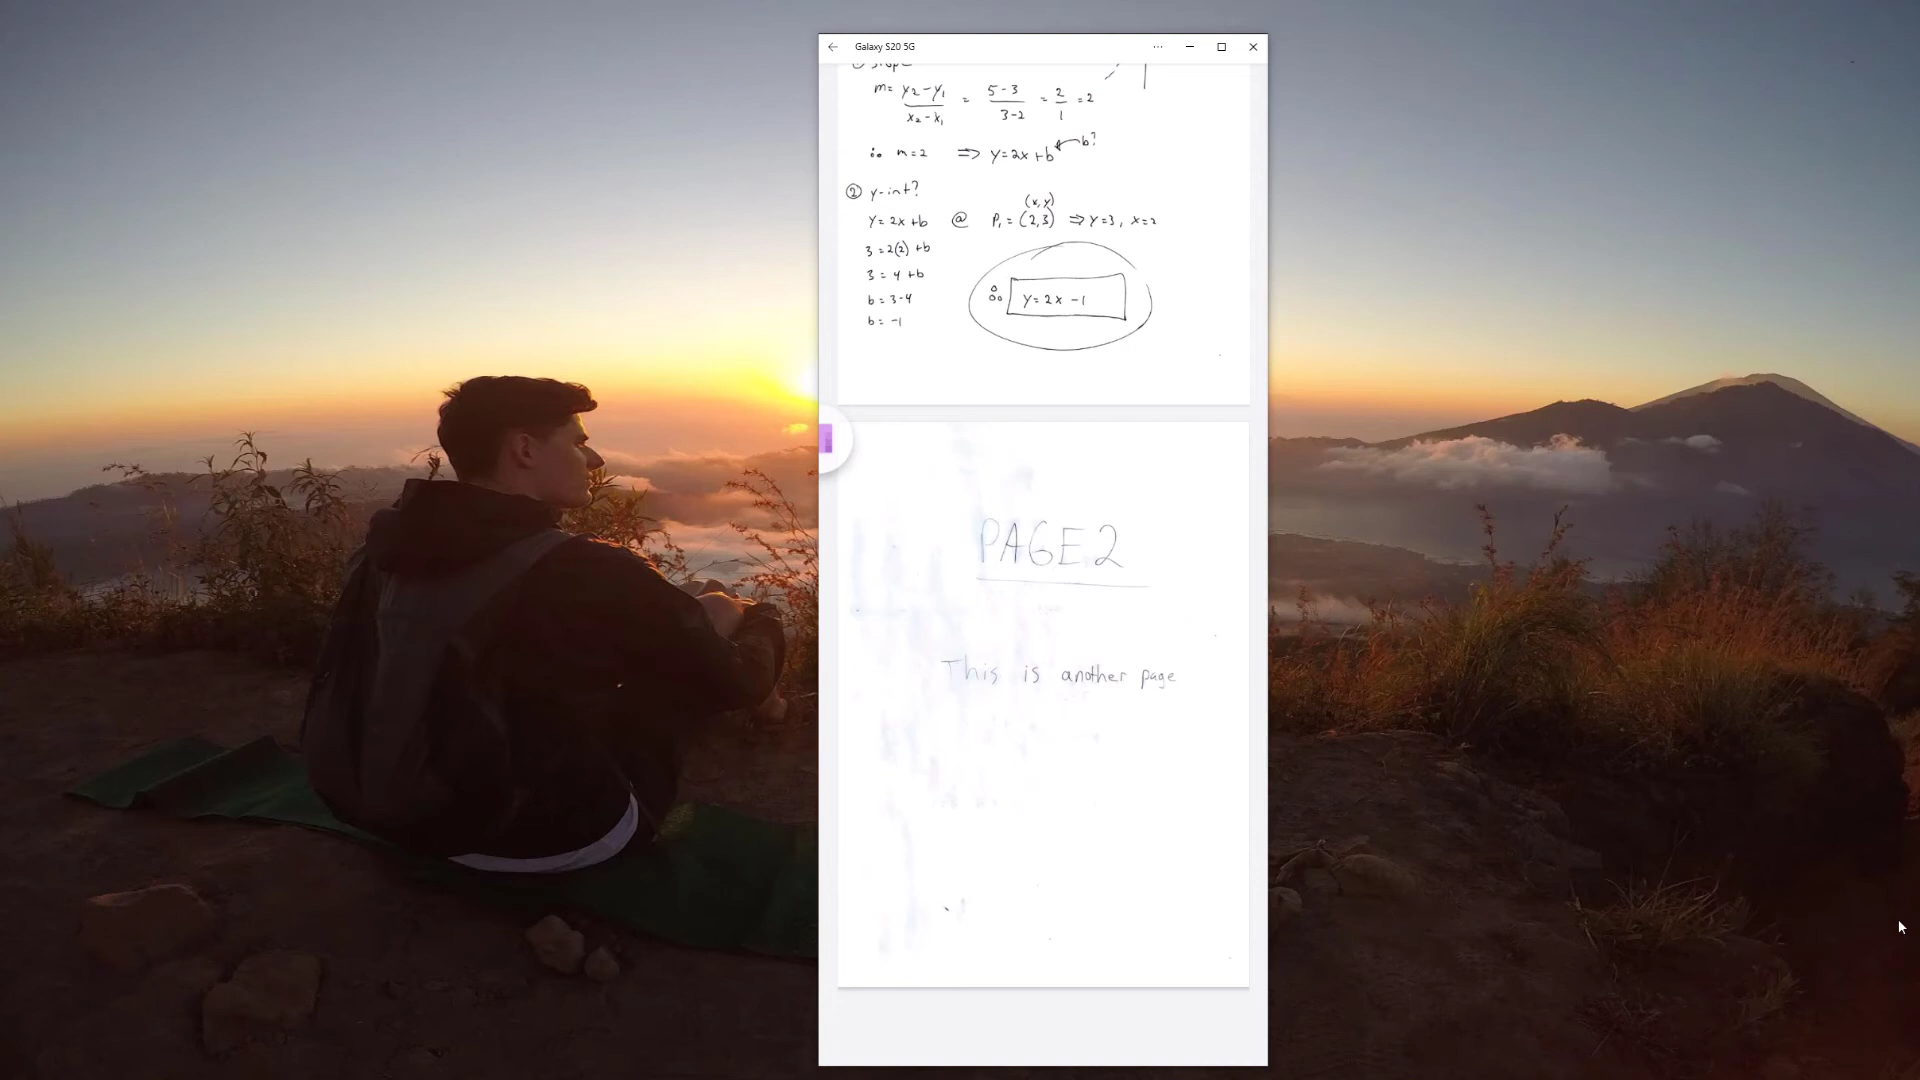 Galaxy S20 5G
① slope
m = y₂-y₁ / x₂-x₁ = 5-3 / 3-2 = 2/1 = 2
∴ m=2 ⇒ y=2x+b b?
② y-int?
(x,y)
y=2x+b @ P₁=(2,3) ⇒ y=3, x=2
3=2(2)+b
3=4+b
b=3-4
∴ y=2x-1
b=-1
PAGE 2
This is another page